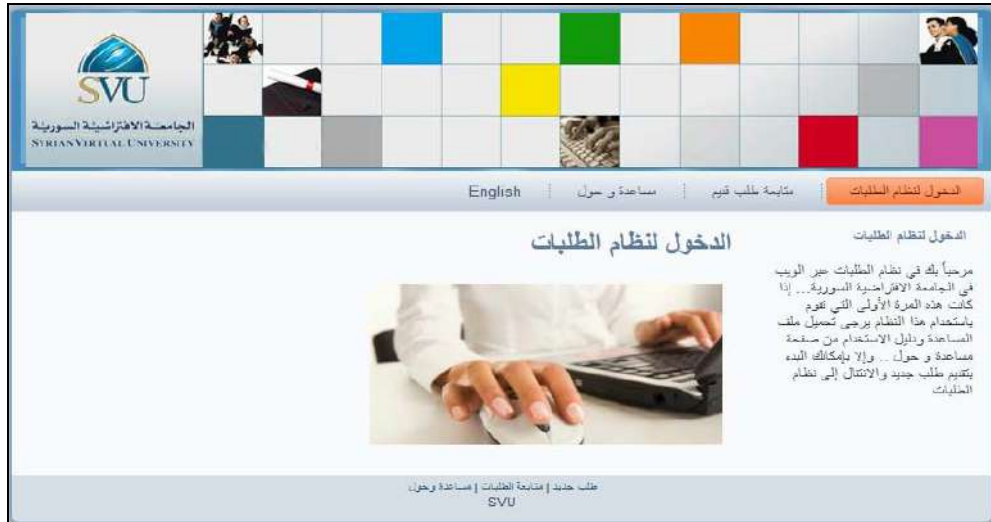 SVU
الجامعة الافتراضية السورية
SYRIAN VIRTUAL UNIVERSITY
الدخول لنظام الطلبات
متابعة طلب قديم
مساعدة و حول
English
الدخول لنظام الطلبات
مرحباً بك في نظام الطلبات عبر الويب
في الجامعة الافتراضية السورية... إذا
كانت هذه المرة الأولى التي تقوم
باستخدام هذا النظام يرجى تحميل ملف
المساعدة ودليل الاستخدام من صفحة
مساعدة و حول .. وإلا بإمكانك البدء
بتقديم طلب جديد والانتقال إلى نظام
الطلبات
الدخول لنظام الطلبات
طلب جديد | متابعة الطلبات | مساعدة وحول
SVU